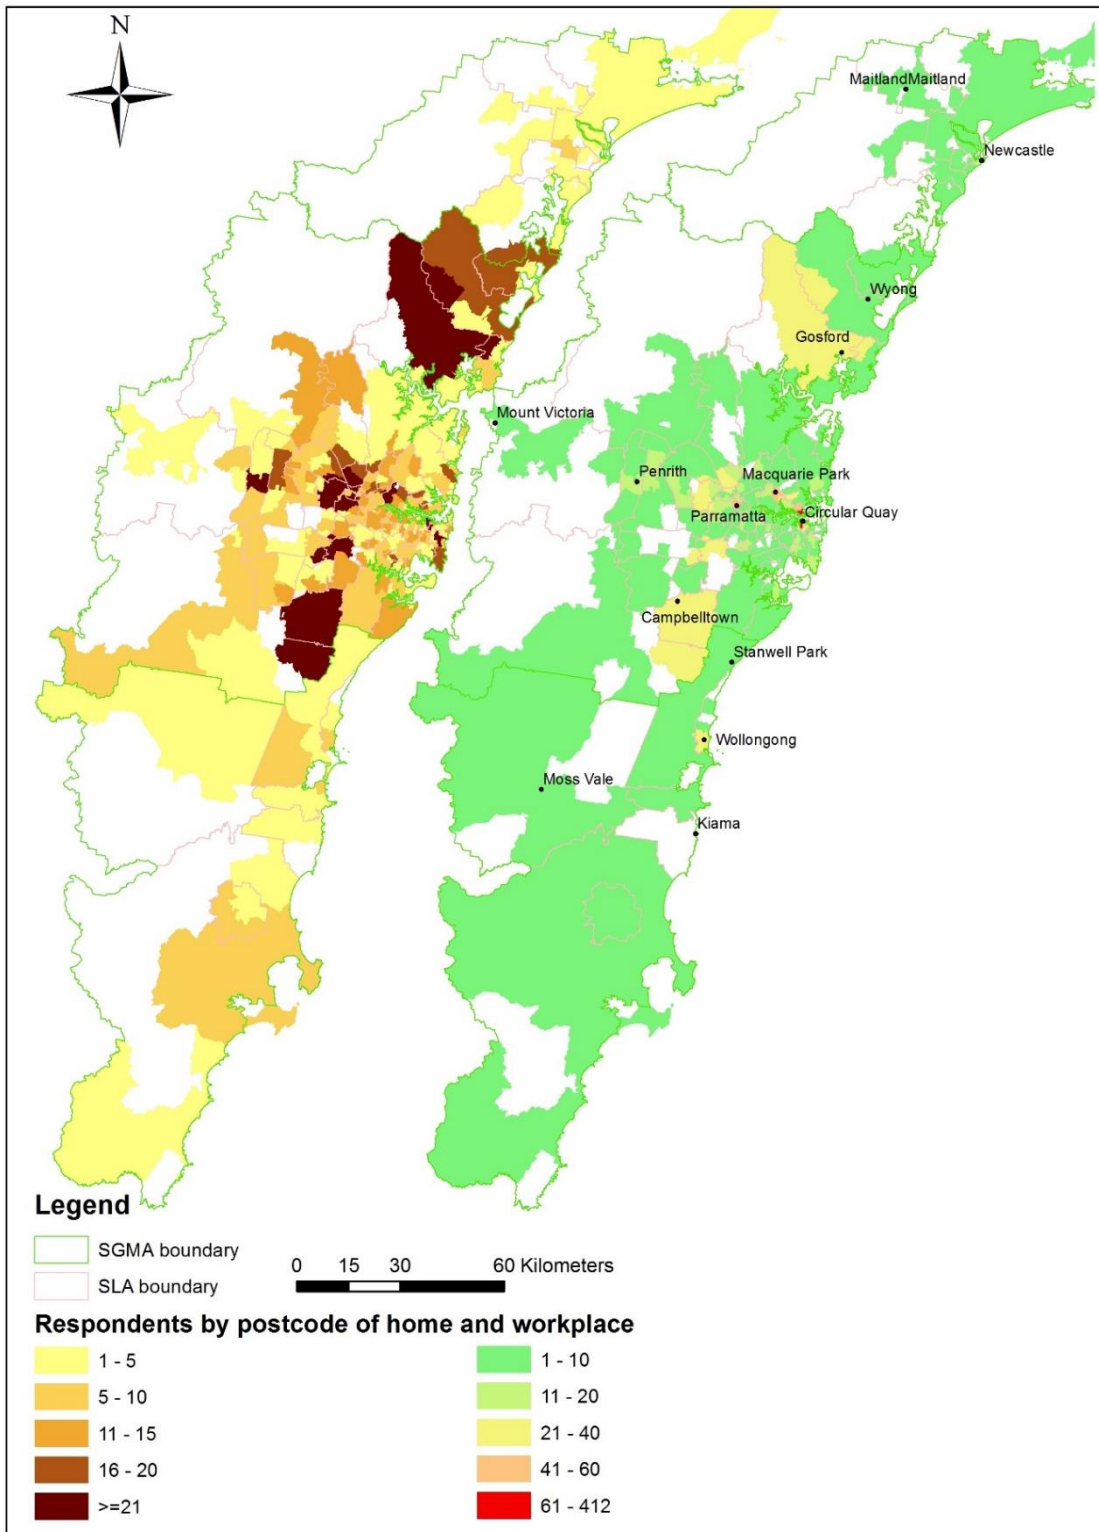 N
MaitlandMaitland
Newcastle
Wyong
Gosford
Mount Victoria
Penrith
Macquarie Park
Parramatta
Circular Quay
Campbelltown
Stanwell Park
Wollongong
Moss Vale
Kiama
Legend
SGMA boundary
SLA boundary
0 15 30 60 Kilometers
Respondents by postcode of home and workplace
1 - 5
5 - 10
11 - 15
16 - 20
>=21
1 - 10
11 - 20
21 - 40
41 - 60
61 - 412